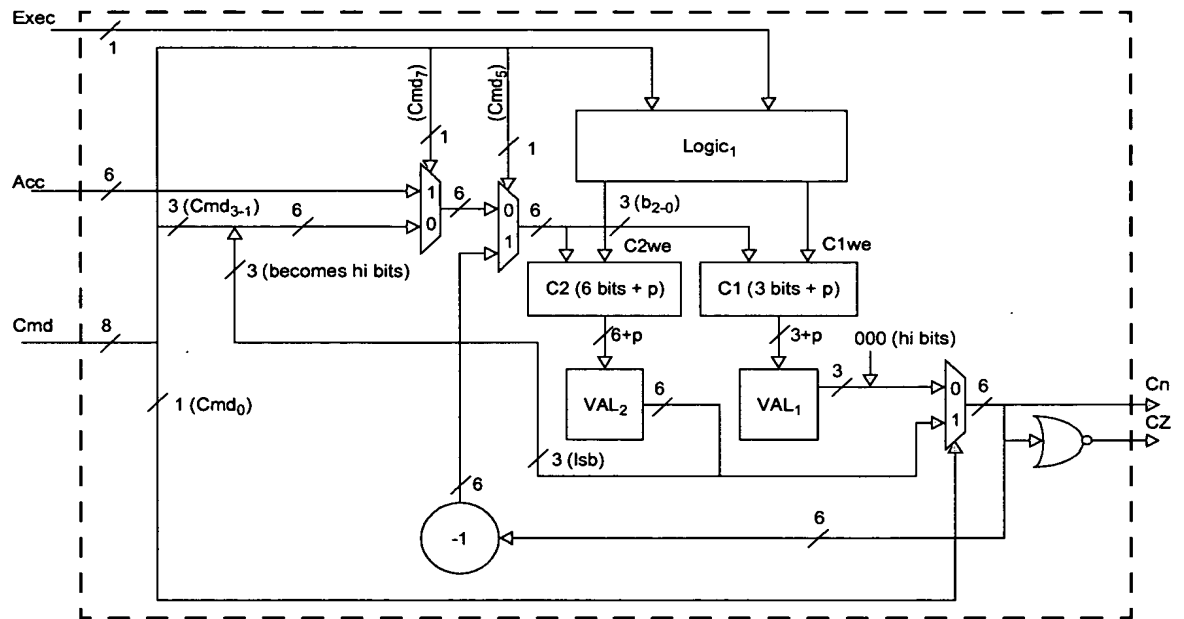 Exec
1
(Cmd7)
1
(Cmd5)
1
Logic1
Acc
6
3 (Cmd3-1)
6
1
0
6
0
1
6
3 (b2-0)
C2we
C1we
3 (becomes hi bits)
C2 (6 bits + p)
C1 (3 bits + p)
Cmd
8
6+p
3+p
000 (hi bits)
1 (Cmd0)
VAL2
6
VAL1
3
0
1
6
Cn
CZ
3 (lsb)
6
-1
6